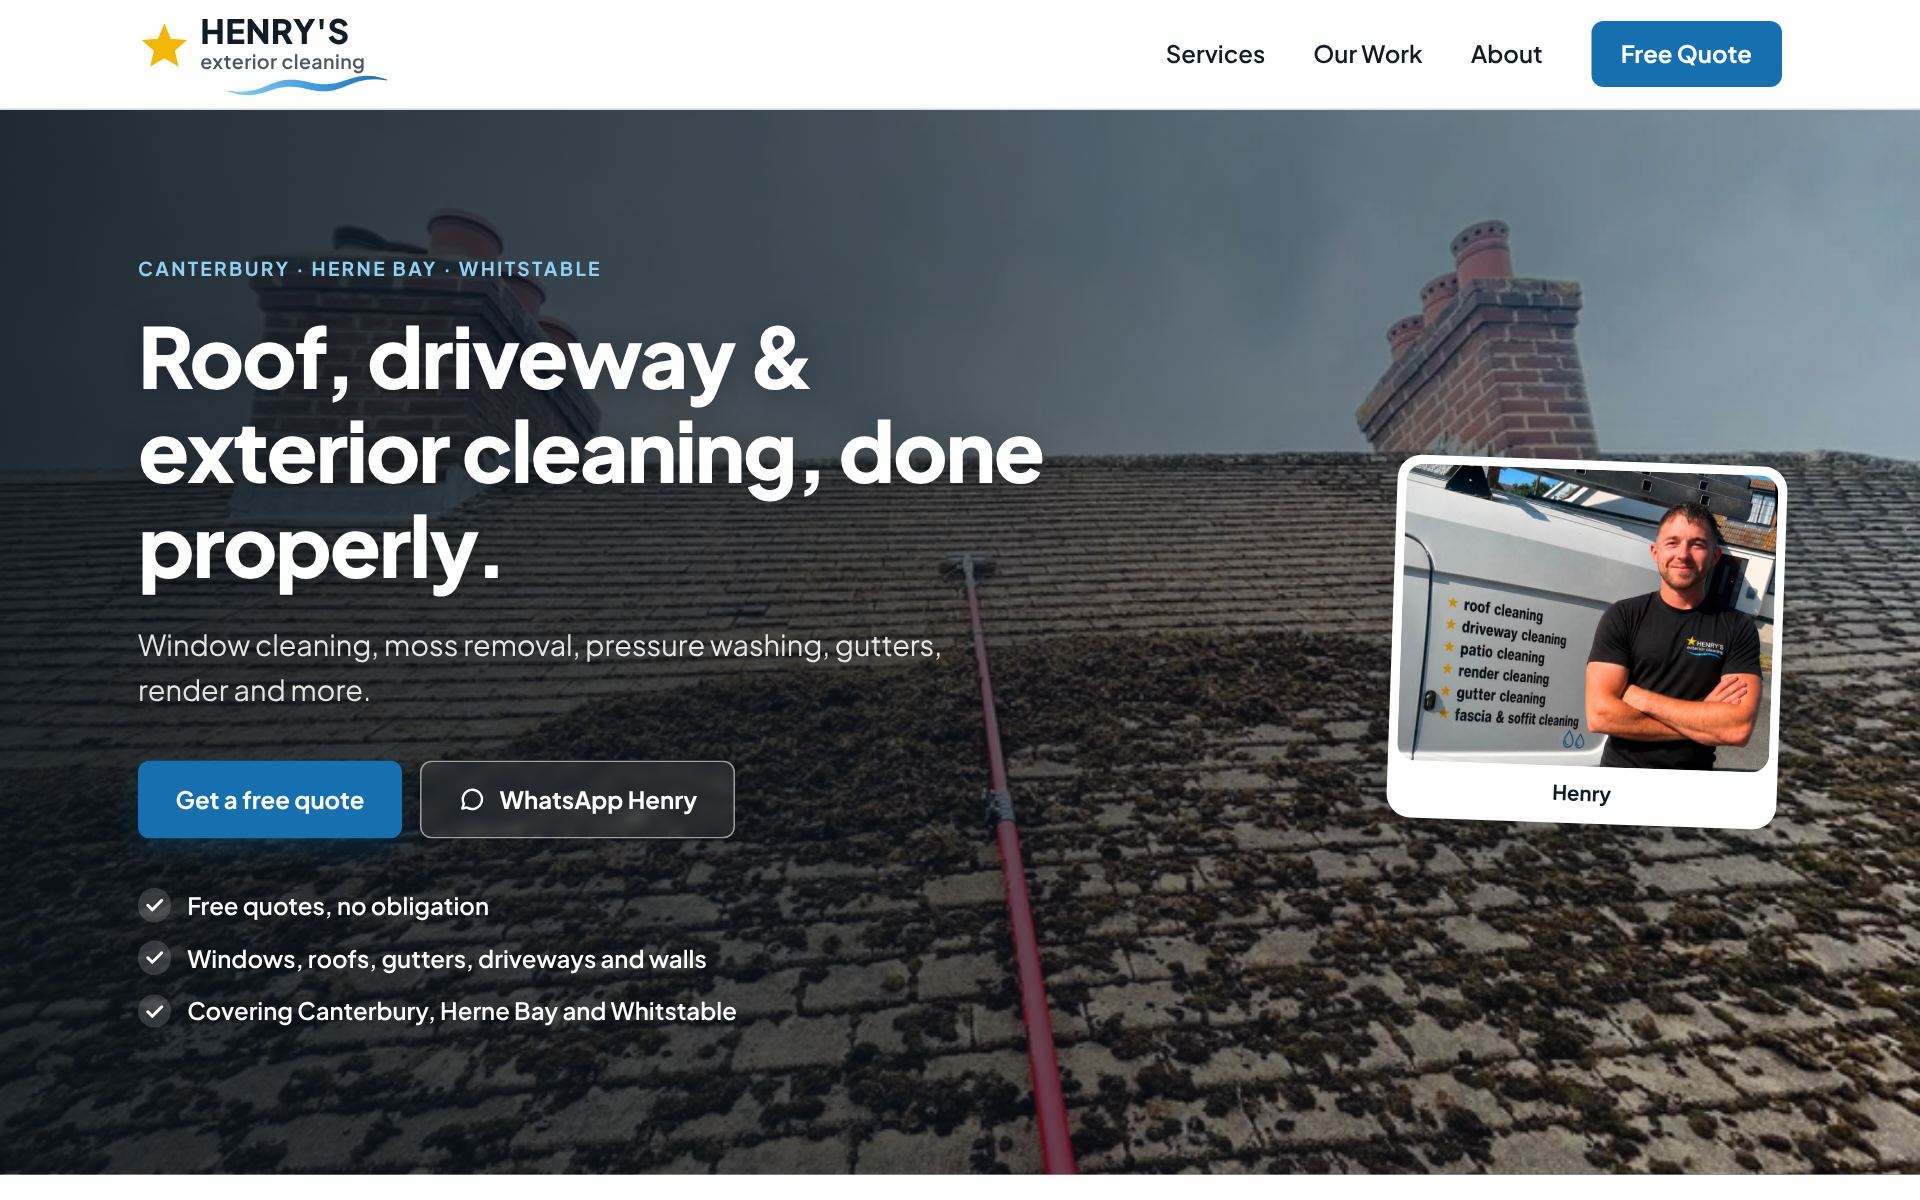 HENRY'S
exterior cleaning
Services
Our Work
About
Free Quote
CANTERBURY · HERNE BAY · WHITSTABLE
Roof, driveway &
exterior cleaning, done
properly.
Window cleaning, moss removal, pressure washing, gutters,
render and more.
Get a free quote
WhatsApp Henry
Free quotes, no obligation
Windows, roofs, gutters, driveways and walls
Covering Canterbury, Herne Bay and Whitstable
roof cleaning
driveway cleaning
patio cleaning
render cleaning
gutter cleaning
fascia & soffit cleaning
HENRY'S
exterior cleaning
Henry